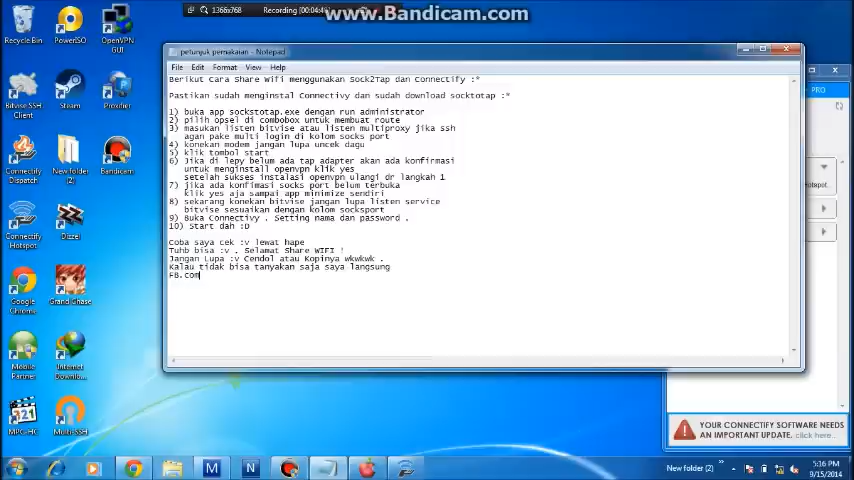 1366x768
Recording [00:04:49]
www.Bandicam.com
petunjuk pemakaian - Notepad
File Edit Format View Help
Berikut Cara Share Wifi menggunakan Sock2Tap dan Connectify :*
Pastikan sudah menginstal Connectivy dan sudah download socktotap :*
1) buka app sockstotap.exe dengan run administrator
2) pilih opsel di combobox untuk membuat route
3) masukan listen bitvise atau listen multiproxy jika ssh
agan pake multi login di kolom socks port
4) konekan modem jangan lupa uncek dagu
5) klik tombol start
6) Jika di lepy belum ada tap adapter akan ada konfirmasi
untuk menginstall openvpn klik yes
setelah sukses instalasi openvpn ulangi dr langkah 1
7) jika ada konfimasi socks port belum terbuka
klik yes aja sampai app minimize sendiri
8) sekarang konekan bitvise jangan lupa listen service
bitvise sesuaikan dengan kolom socksport
9) Buka Connectivy . Setting nama dan password .
10) Start dah :D
Coba saya cek :v lewat hape
Tuhb bisa :v . Selamat Share WIFI !
Jangan Lupa :v Cendol atau Kopinya wkwkwk .
Kalau tidak bisa tanyakan saja saya langsung
FB.com
Recycle Bin
PowerISO
OpenVPN GUI
Bitvise SSH Client
Steam
Proxifier
Connectify Dispatch
New folder (2)
Bandicam
Connectify Hotspot
Dizzel
Google Chrome
Grand Chase
Mobile Partner
Internet Downlo...
MPC-HC
Multi-SSH
PRO
Hotspot.
YOUR CONNECTIFY SOFTWARE NEEDS
AN IMPORTANT UPDATE, click here...
New folder (2)
5:16 PM
9/15/2014